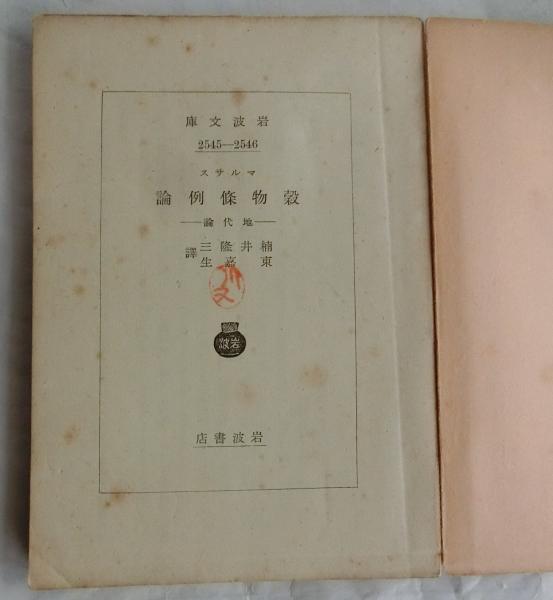 岩波文庫
2545—2546
マルサス
穀物條例論
—地代論—
楠井隆三
東嘉生
譯
岩波
岩波書店